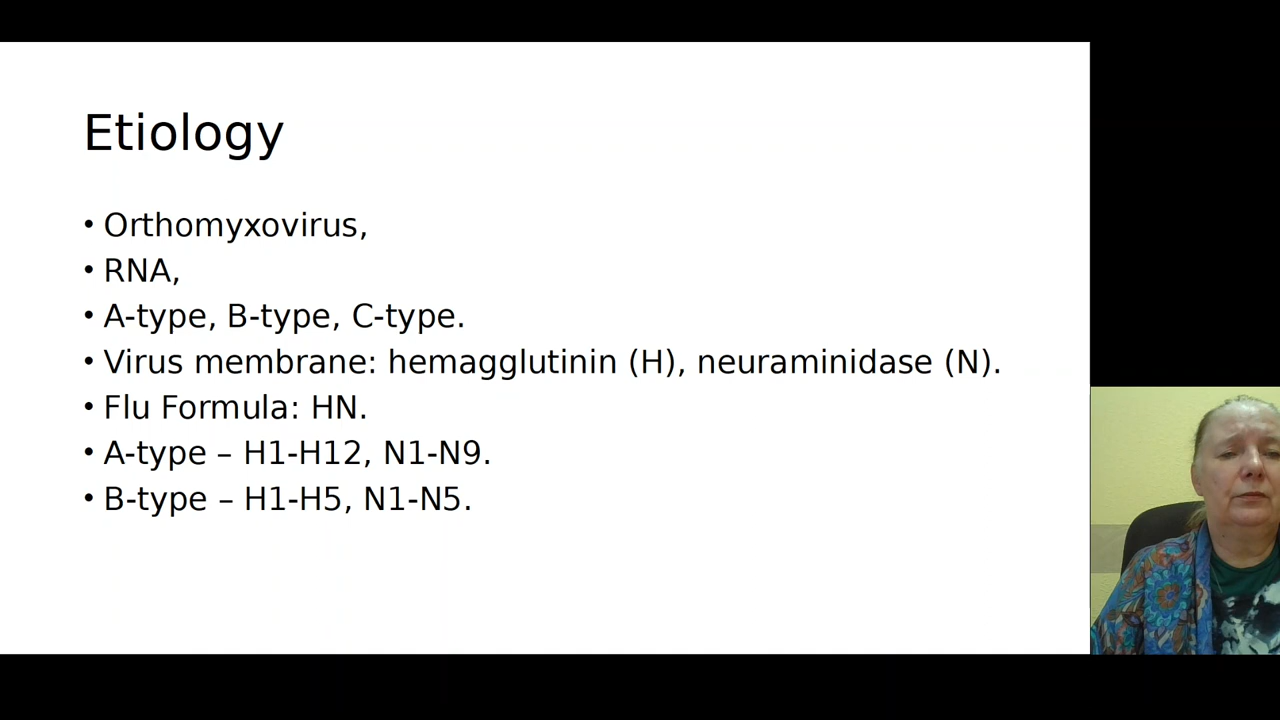 Etiology
• Orthomyxovirus,
• RNA,
• A-type, B-type, C-type.
• Virus membrane: hemagglutinin (H), neuraminidase (N).
• Flu Formula: HN.
• A-type – H1-H12, N1-N9.
• B-type – H1-H5, N1-N5.